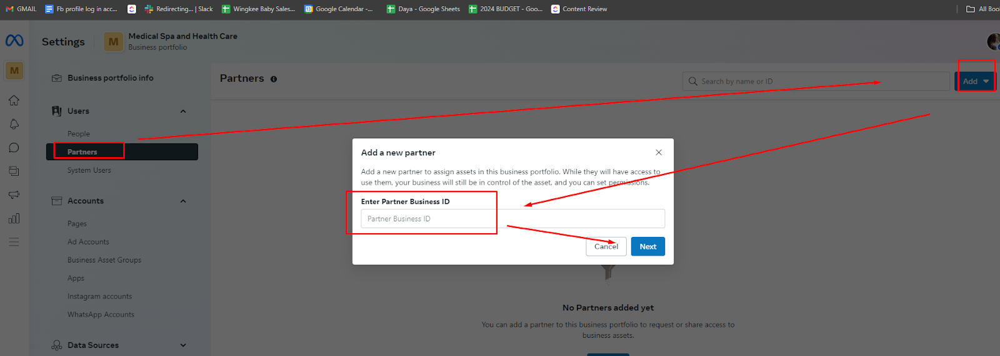 GMAIL
Fb profile log in acc...
Redirecting... | Slack
Wingkee Baby Sales...
Google Calendar -...
Daya - Google Sheets
2024 BUDGET - Goo...
Content Review
All Boo
Settings
M
Medical Spa and Health Care
Business portfolio
M
Business portfolio info
Users
People
Partners
System Users
Accounts
Pages
Ad Accounts
Business Asset Groups
Apps
Instagram accounts
WhatsApp Accounts
Data Sources
Partners
Search by name or ID
Add
Add a new partner
Add a new partner to assign assets in this business portfolio. While they will have access to
use them, your business will still be in control of the asset, and you can set permissions.
Enter Partner Business ID
Partner Business ID
Cancel
Next
No Partners added yet
You can add a partner to this business portfolio to request or share access to
business assets.